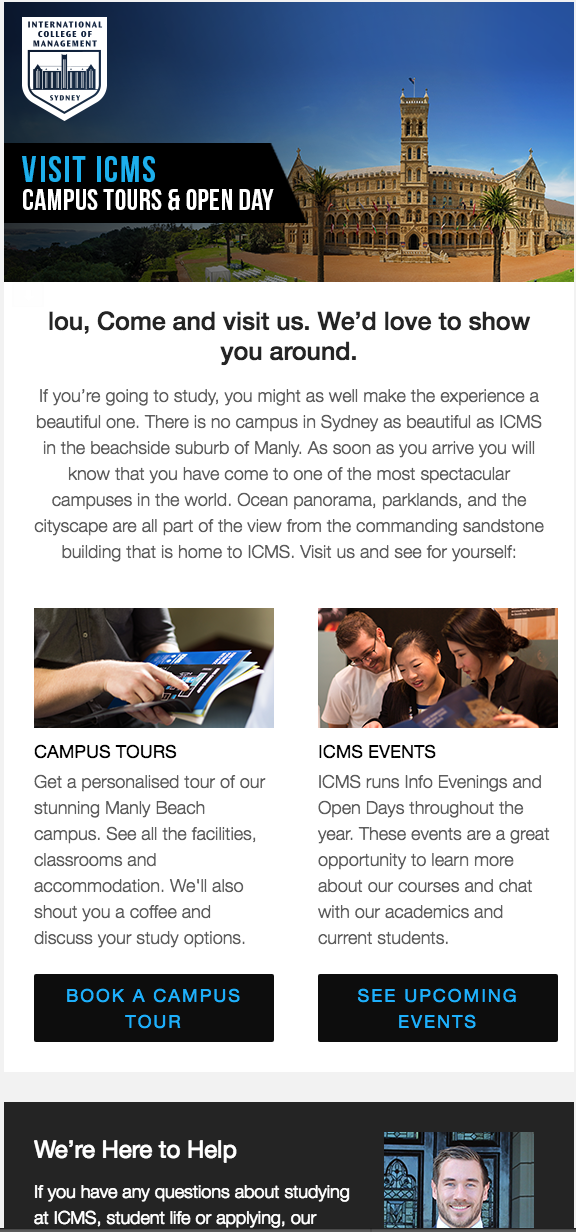 INTERNATIONAL
COLLEGE OF
MANAGEMENT
SYDNEY
VISIT ICMS
CAMPUS TOURS & OPEN DAY
lou, Come and visit us. We’d love to show
you around.
If you’re going to study, you might as well make the experience a
beautiful one. There is no campus in Sydney as beautiful as ICMS
in the beachside suburb of Manly. As soon as you arrive you will
know that you have come to one of the most spectacular
campuses in the world. Ocean panorama, parklands, and the
cityscape are all part of the view from the commanding sandstone
building that is home to ICMS. Visit us and see for yourself:
CAMPUS TOURS
Get a personalised tour of our
stunning Manly Beach
campus. See all the facilities,
classrooms and
accommodation. We'll also
shout you a coffee and
discuss your study options.
BOOK A CAMPUS
TOUR
ICMS EVENTS
ICMS runs Info Evenings and
Open Days throughout the
year. These events are a great
opportunity to learn more
about our courses and chat
with our academics and
current students.
SEE UPCOMING
EVENTS
We’re Here to Help
If you have any questions about studying
at ICMS, student life or applying, our